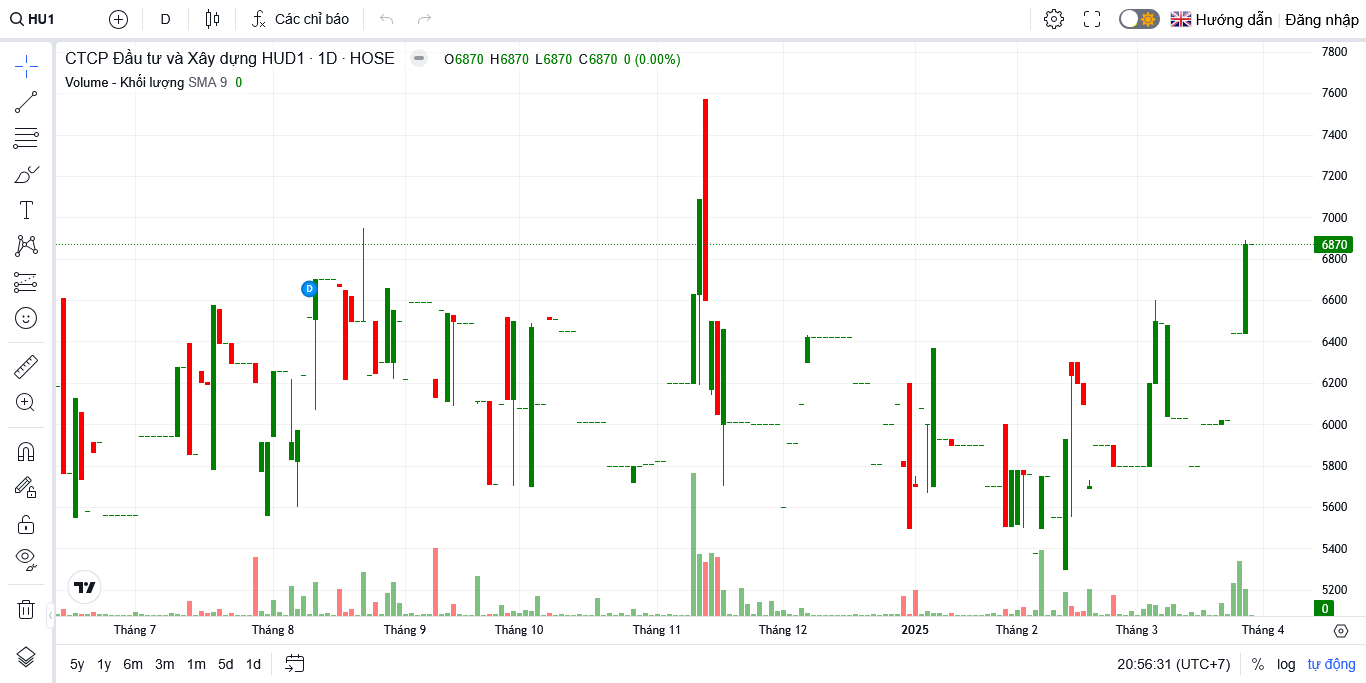 HU1 D Các chỉ báo Hướng dẫn Đăng nhập
CTCP Đầu tư và Xây dựng HUD1 · 1D · HOSE O6870 H6870 L6870 C6870 0 (0.00%)
Volume - Khối lượng SMA 9 0
D
7800
7600
7400
7200
7000
6870
6800
6600
6400
6200
6000
5800
5600
5400
5200
0
Tháng 7 Tháng 8 Tháng 9 Tháng 10 Tháng 11 Tháng 12 2025 Tháng 2 Tháng 3 Tháng 4
5y 1y 6m 3m 1m 5d 1d 20:56:31 (UTC+7) % log tự động